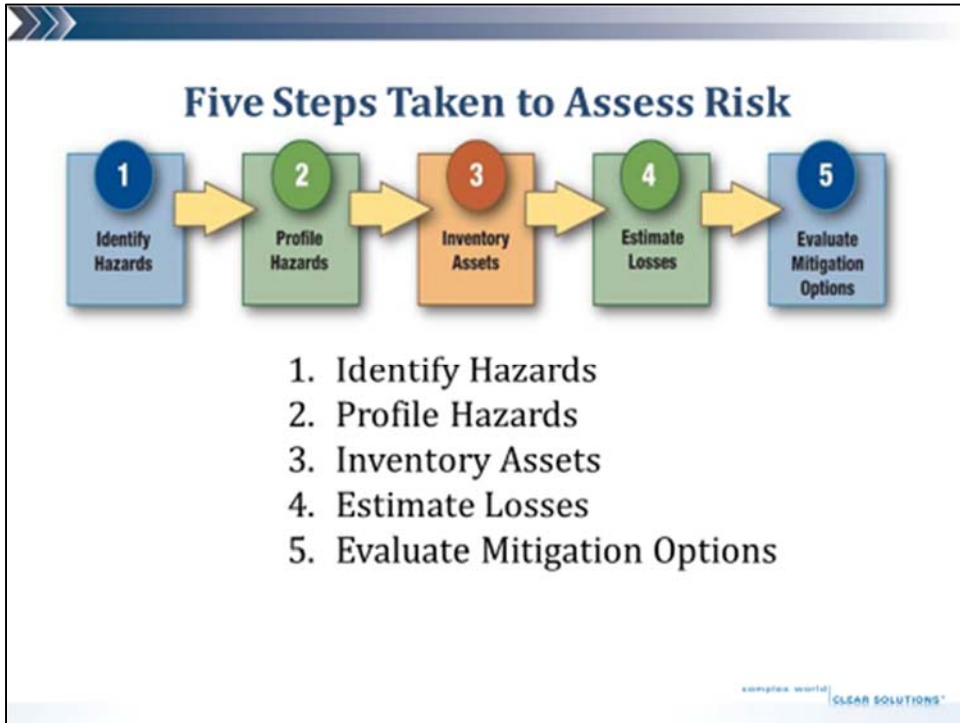 Five Steps Taken to Assess Risk
1
2
3
4
5
Identify
Hazards
Profile
Hazards
Inventory
Assets
Estimate
Losses
Evaluate
Mitigation
Options
1. Identify Hazards
2. Profile Hazards
3. Inventory Assets
4. Estimate Losses
5. Evaluate Mitigation Options
complex world CLEAR SOLUTIONS™